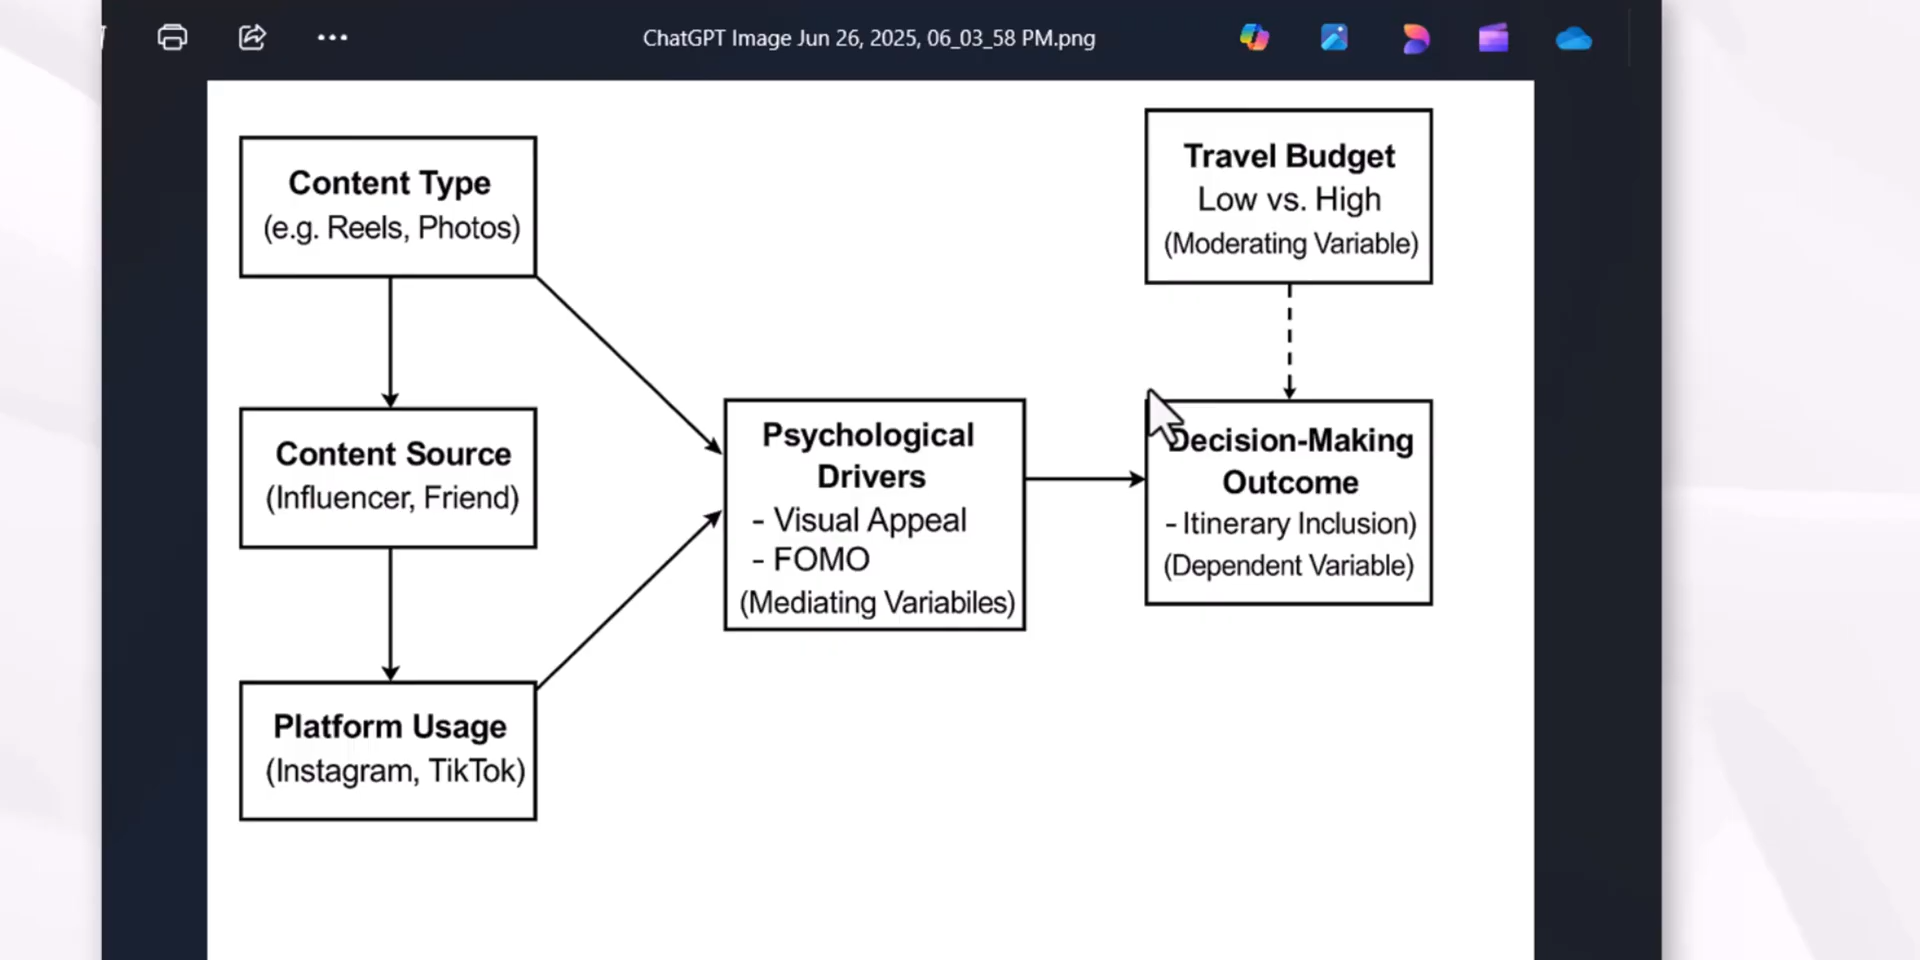 ChatGPT Image Jun 26, 2025, 06_03_58 PM.png
Content Type
(e.g. Reels, Photos)
Content Source
(Influencer, Friend)
Platform Usage
(Instagram, TikTok)
Psychological
Drivers
- Visual Appeal
- FOMO
(Mediating Variabiles)
Travel Budget
Low vs. High
(Moderating Variable)
Decision-Making
Outcome
- Itinerary Inclusion)
(Dependent Variable)